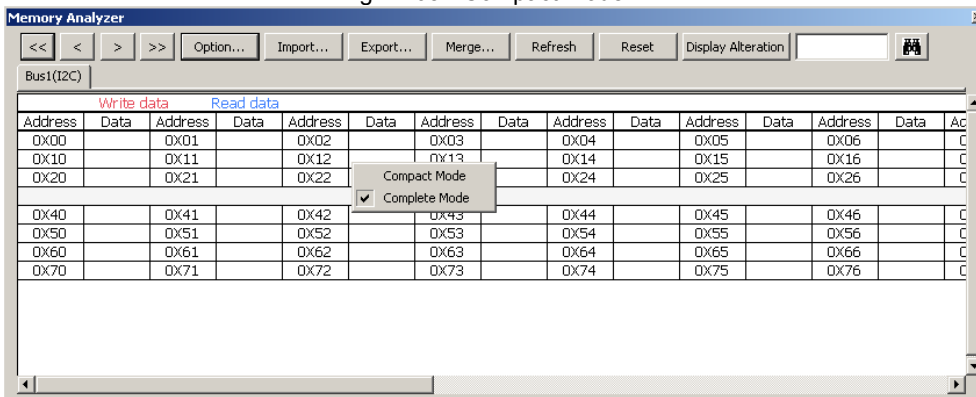 Memory Analyzer
<< < > >> Option... Import... Export... Merge... Refresh Reset Display Alteration
Bus1(I2C)
Write data Read data
Address Data Address Data Address Data Address Data Address Data Address Data Address Data
0X00 0X01 0X02 0X03 0X04 0X05 0X06
0X10 0X11 0X12 0X13 0X14 0X15 0X16
0X20 0X21 0X22 0X24 0X25 0X26
Compact Mode
Complete Mode
0X40 0X41 0X42 0X43 0X44 0X45 0X46
0X50 0X51 0X52 0X53 0X54 0X55 0X56
0X60 0X61 0X62 0X63 0X64 0X65 0X66
0X70 0X71 0X72 0X73 0X74 0X75 0X76